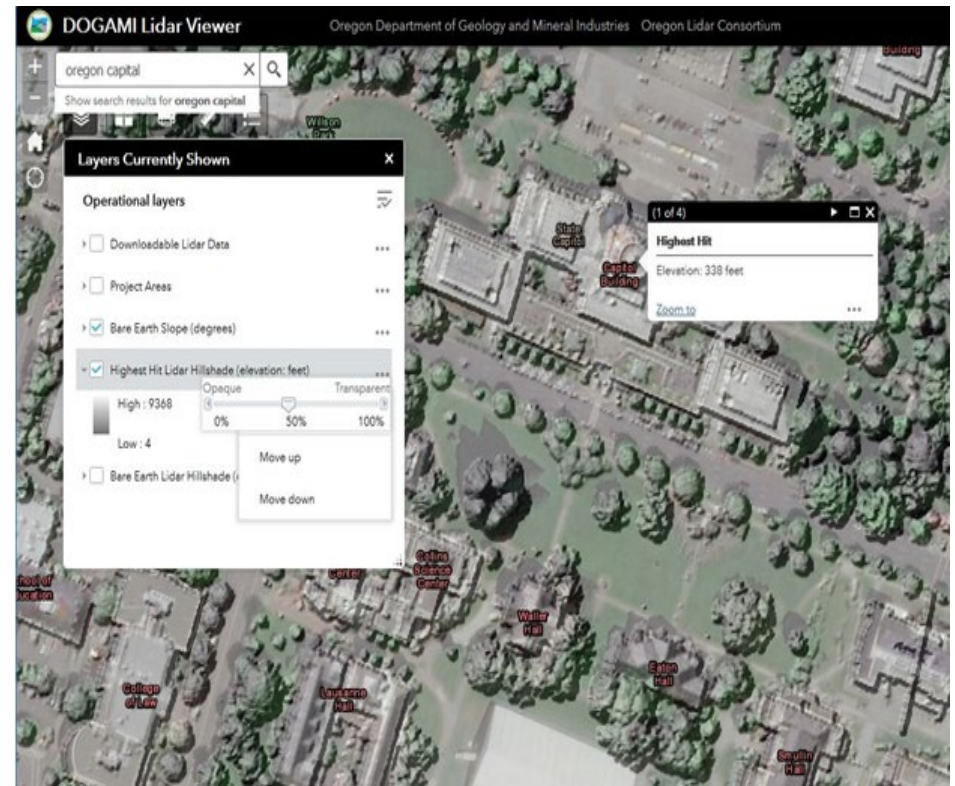 DOGAMI Lidar Viewer
Oregon Department of Geology and Mineral Industries
Oregon Lidar Consortium
oregon capital
Show search results for oregon capital
Building
Willson
Park
Layers Currently Shown
Operational layers
Downloadable Lidar Data
Project Areas
Bare Earth Slope (degrees)
Highest Hit Lidar Hillshade (elevation: feet)
Opaque
Transparent
0%
50%
100%
High : 9368
Low : 4
Move up
Move down
Bare Earth Lidar Hillshade (
State
Capitol
Capitol
Building
(1 of 4)
Highest Hit
Elevation: 338 feet
Zoom to
Collins
Science
Center
Center
Waller
Hall
Eaton
Hall
College
of Law
Lausanne
Hall
Smullin
Hall